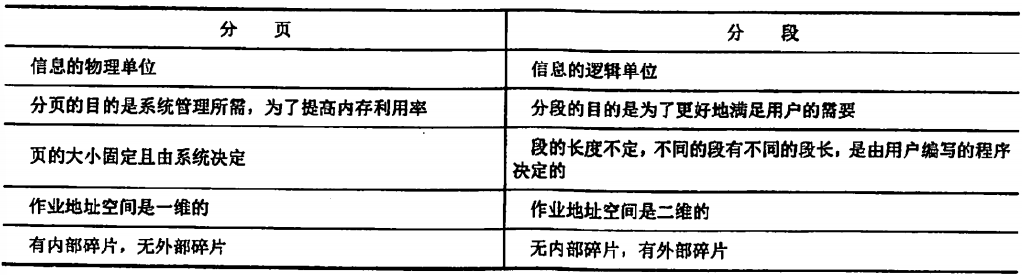 分 页
分 段
信息的物理单位
信息的逻辑单位
分页的目的是系统管理所需，为了提高内存利用率
分段的目的是为了更好地满足用户的需要
页的大小固定且由系统决定
段的长度不定，不同的段有不同的段长，是由用户编写的程序
决定的
作业地址空间是一维的
作业地址空间是二维的
有内部碎片，无外部碎片
无内部碎片，有外部碎片